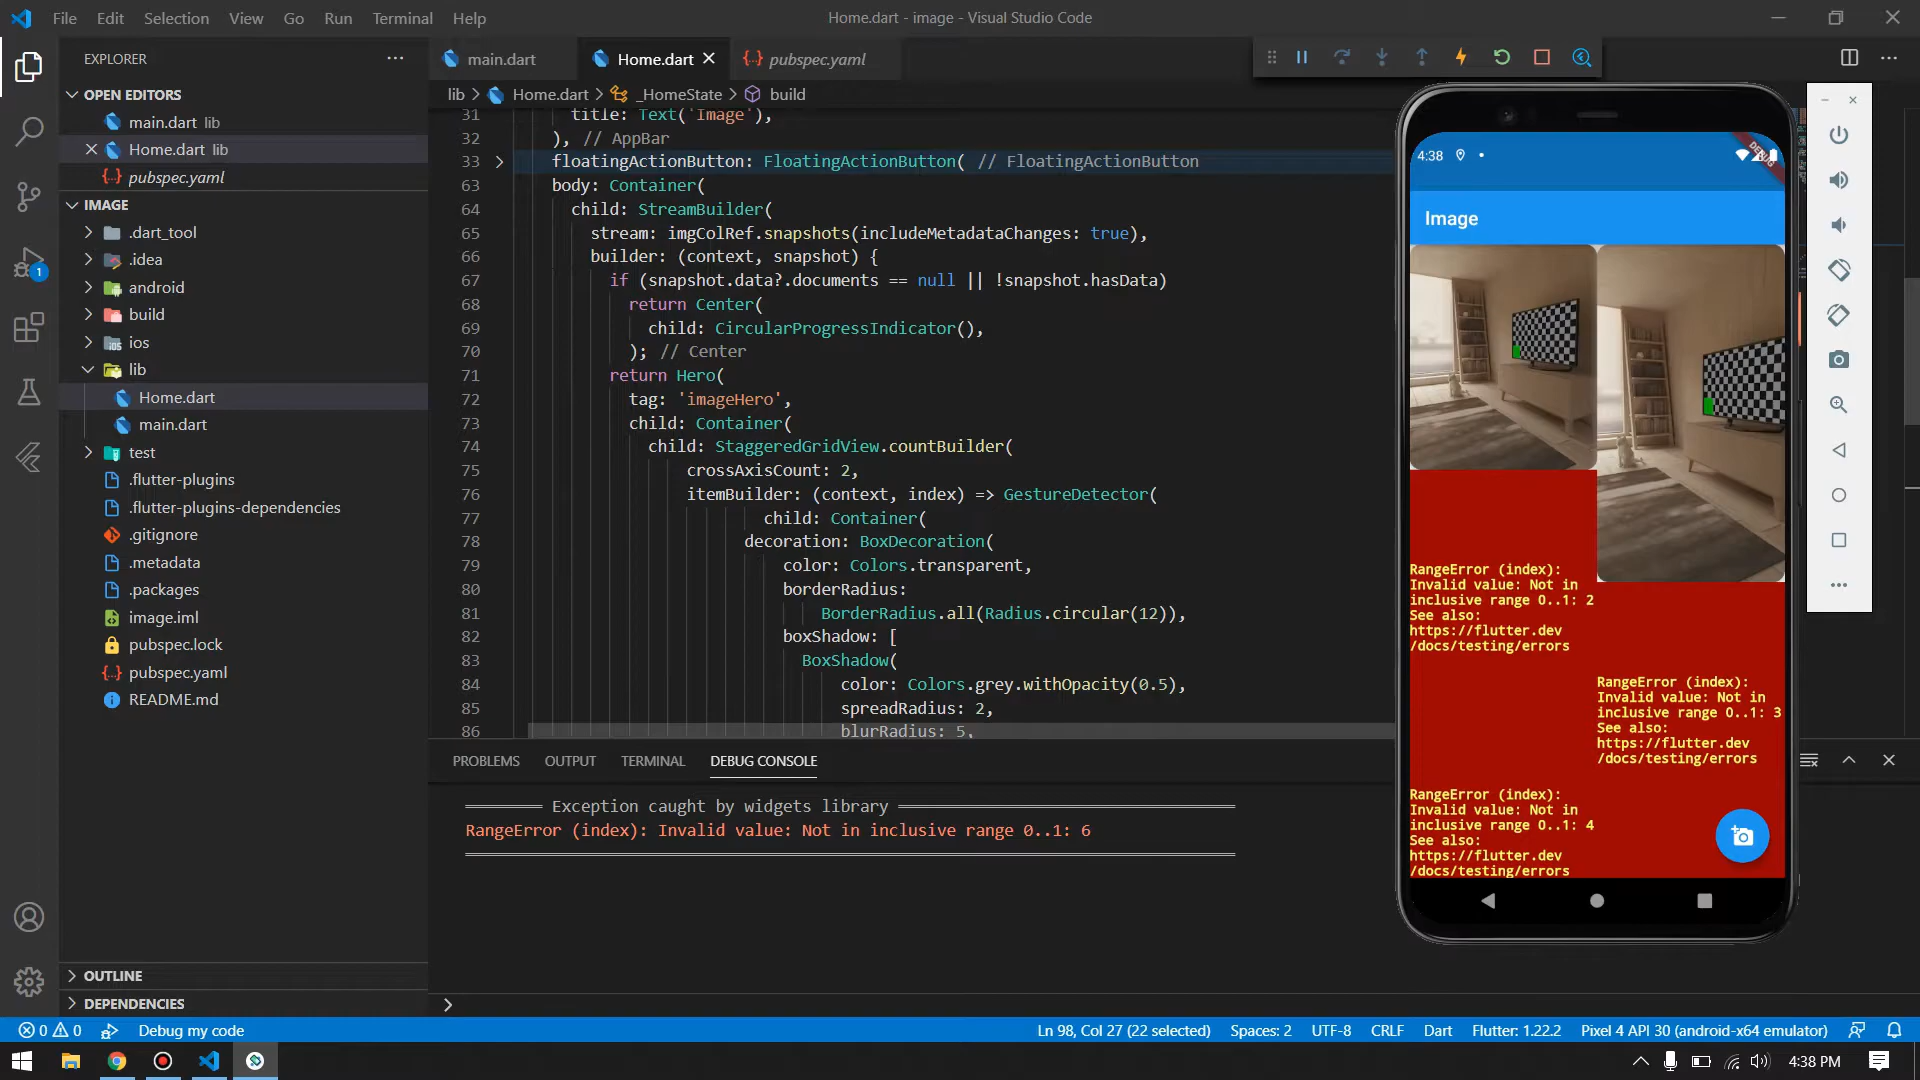 File Edit Selection View Go Run Terminal Help
Home.dart - image - Visual Studio Code
EXPLORER
OPEN EDITORS
main.dart lib
Home.dart lib
pubspec.yaml
IMAGE
.dart_tool
.idea
android
build
ios
lib
Home.dart
main.dart
test
.flutter-plugins
.flutter-plugins-dependencies
.gitignore
.metadata
.packages
image.iml
pubspec.lock
pubspec.yaml
README.md
OUTLINE
DEPENDENCIES
1
main.dart Home.dart pubspec.yaml
lib > Home.dart > _HomeState > build
31 title: Text('Image'),
32 ), // AppBar
33 floatingActionButton: FloatingActionButton( // FloatingActionButton
63 body: Container(
64 child: StreamBuilder(
65 stream: imgColRef.snapshots(includeMetadataChanges: true),
66 builder: (context, snapshot) {
67 if (snapshot.data?.documents == null || !snapshot.hasData)
68 return Center(
69 child: CircularProgressIndicator(),
70 ); // Center
71 return Hero(
72 tag: 'imageHero',
73 child: Container(
74 child: StaggeredGridView.countBuilder(
75 crossAxisCount: 2,
76 itemBuilder: (context, index) => GestureDetector(
77 child: Container(
78 decoration: BoxDecoration(
79 color: Colors.transparent,
80 borderRadius:
81 BorderRadius.all(Radius.circular(12)),
82 boxShadow: [
83 BoxShadow(
84 color: Colors.grey.withOpacity(0.5),
85 spreadRadius: 2,
86 blurRadius: 5,
PROBLEMS OUTPUT TERMINAL DEBUG CONSOLE
Exception caught by widgets library
RangeError (index): Invalid value: Not in inclusive range 0..1: 6
4:38
DEBUG
Image
RangeError (index):
Invalid value: Not in
inclusive range 0..1: 2
See also:
https://flutter.dev
/docs/testing/errors
RangeError (index):
Invalid value: Not in
inclusive range 0..1: 3
See also:
https://flutter.dev
/docs/testing/errors
RangeError (index):
Invalid value: Not in
inclusive range 0..1: 4
See also:
https://flutter.dev
/docs/testing/errors
0 0 Debug my code
Ln 98, Col 27 (22 selected) Spaces: 2 UTF-8 CRLF Dart Flutter: 1.22.2 Pixel 4 API 30 (android-x64 emulator)
4:38 PM